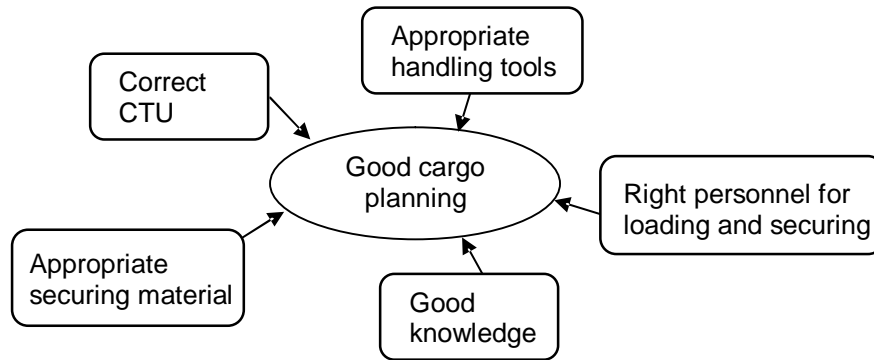 Appropriate
handling tools
Correct
CTU
Good cargo
planning
Right personnel for
loading and securing
Appropriate
securing material
Good
knowledge